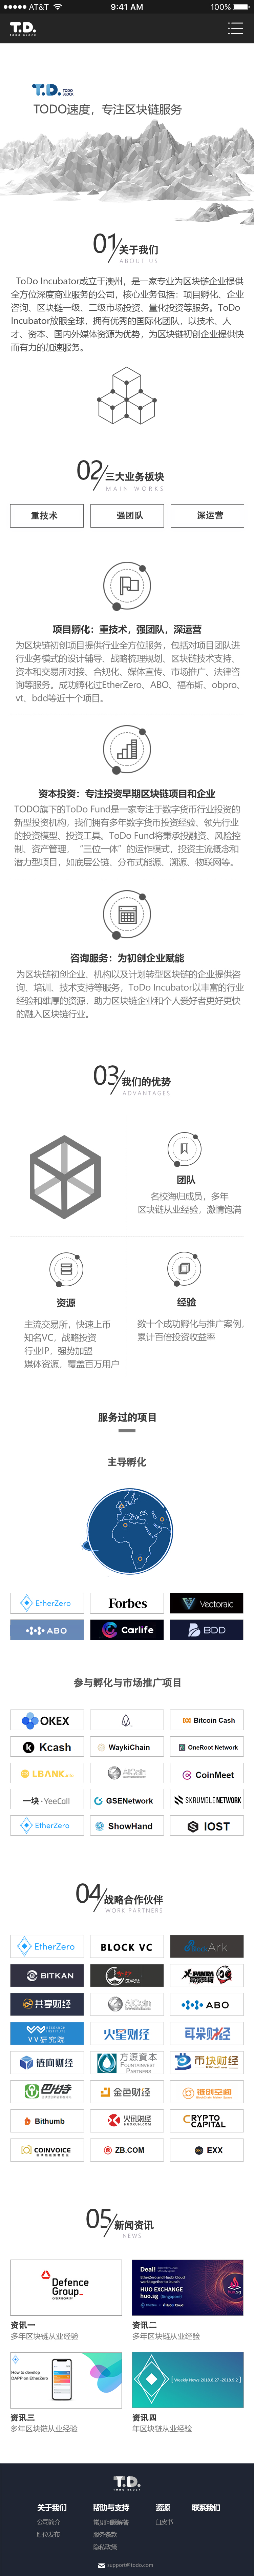 AT&T 9:41 AM 100%
T.D.
TODO BLOCK
T.D. TODO BLOCK
TODO速度，专注区块链服务
01 关于我们
ABOUT US
ToDo Incubator成立于澳州，是一家专业为区块链企业提供
全方位深度商业服务的公司，核心业务包括：项目孵化、企业
咨询、区块链一级、二级市场投资、量化投资等服务。ToDo
Incubator放眼全球，拥有优秀的国际化团队，以技术、人
才、资本、国内外媒体资源为优势，为区块链初创企业提供快
而有力的加速服务。
02 三大业务板块
MAIN WORKS
重技术 强团队 深运营
项目孵化：重技术，强团队，深运营
为区块链初创项目提供行业全方位服务，包括对项目团队进
行业务模式的设计辅导、战略梳理规划、区块链技术支持、
资本和交易所对接、合规化、媒体宣传、市场推广、法律咨
询等服务。成功孵化过EtherZero、ABO、福布斯、obpro、
vt、bdd等近十个项目。
资本投资：专注投资早期区块链项目和企业
TODO旗下的ToDo Fund是一家专注于数字货币行业投资的
新型投资机构，我们拥有多年数字货币投资经验、领先行业
的投资模型、投资工具。ToDo Fund将秉承投融资、风险控
制、资产管理，“三位一体”的运作模式，投资主流概念和
潜力型项目，如底层公链、分布式能源、溯源、物联网等。
咨询服务：为初创企业赋能
为区块链初创企业、机构以及计划转型区块链的企业提供咨
询、培训、技术支持等服务，ToDo Incubator以丰富的行业
经验和雄厚的资源，助力区块链企业和个人爱好者更好更快
的融入区块链行业。
03 我们的优势
ADVANTAGES
团队
名校海归成员，多年
区块链从业经验，激情饱满
资源
主流交易所，快速上币
知名VC，战略投资
行业IP，强势加盟
媒体资源，覆盖百万用户
经验
数十个成功孵化与推广案例，
累计百倍投资收益率
服务过的项目
主导孵化
EtherZero Forbes Vectoraic
ABO Carlife BDD
参与孵化与市场推广项目
OKEX Bitcoin Cash
Kcash WaykiChain OneRoot Network
LBANK AICoin CoinMeet
一块·YeeCall GSENetwork SKRUMBLE NETWORK
EtherZero ShowHand IOST
04 战略合作伙伴
WORK PARTNERS
EtherZero BLOCK VC Ark
BITKAN X-PANDA
共享财经 AICoin ABO
VV研究院 火星财经 耳朵财经
链向财经 方源資本 FOUNTAINVEST PARTNERS 币块财经
巴比特 金色财经 链创空间
Bithumb 火讯财经 CRYPTO CAPITAL
COINVOICE ZB.COM EXX
05 新闻资讯
NEWS
Defence Group
Deal!
EtherZero and Huobi Cloud
work together to launch
HUO EXCHANGE
(Singapore)
huo.sg
资讯一
多年区块链从业经验
资讯二
多年区块链从业经验
How to develop
DAPP on EtherZero
[ Weekly News 2018.8.27 -2018.9.2 ]
资讯三
多年区块链从业经验
资讯四
年区块链从业经验
T.D.
TODO BLOCK
关于我们 帮助与支持 资源 联系我们
公司简介 常见问题解答 白皮书
职位发布 服务条款
隐私政策
support@todo.com